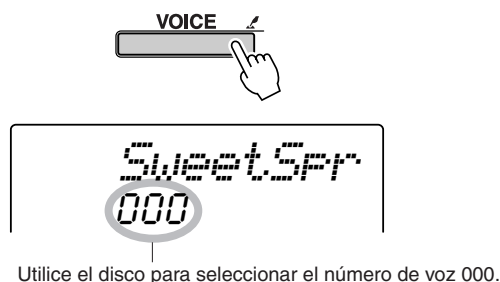 VOICE
SweetSpr
000
Utilice el disco para seleccionar el número de voz 000.